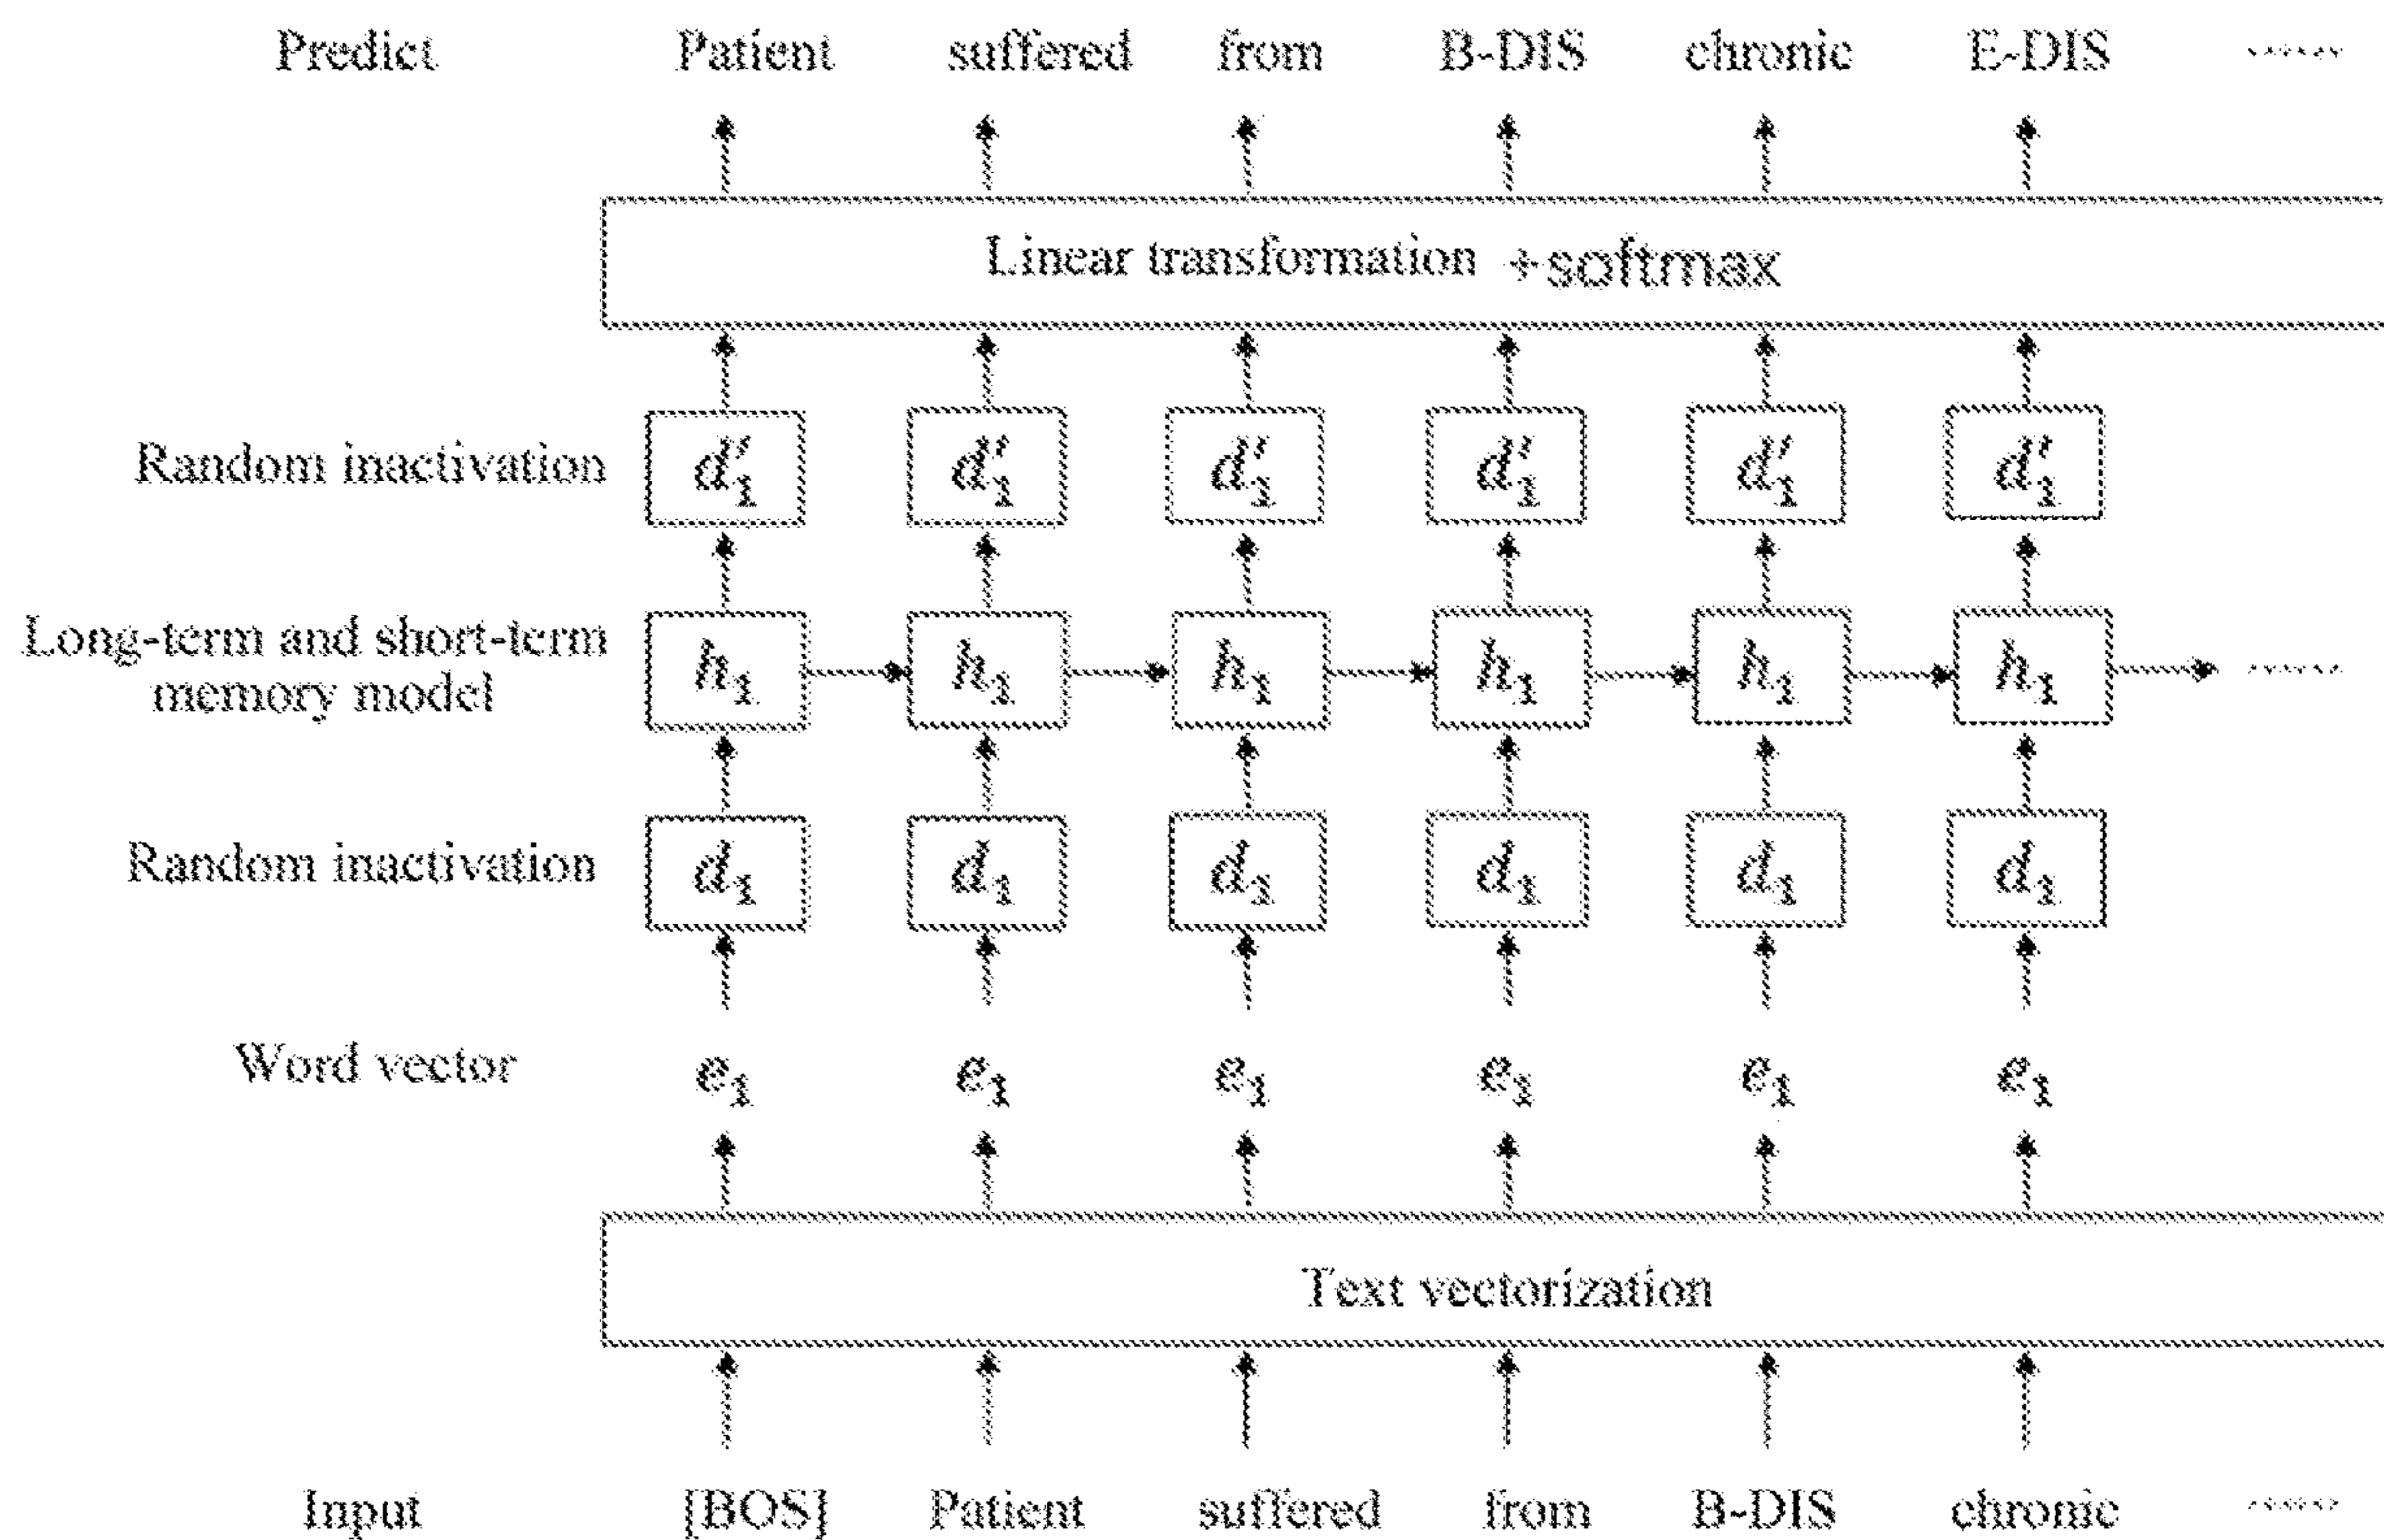 Predict Patient suffered from B-DIS chronic E-DIS ......
Linear transformation +softmax
Random inactivation d′₁ d′₁ d′₁ d′₁ d′₁ d′₁
Long-term and short-term
memory model h₁ h₁ h₁ h₁ h₁ h₁ ......
Random inactivation d₁ d₁ d₁ d₁ d₁ d₁
Word vector e₁ e₁ e₁ e₁ e₁ e₁
Text vectorization
Input [BOS] Patient suffered from B-DIS chronic ......